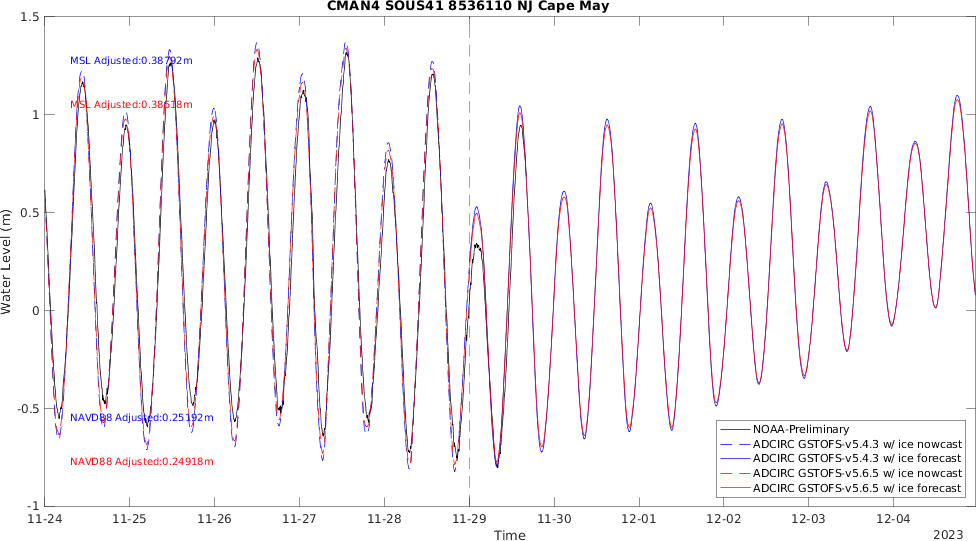 CMAN4 SOUS41 8536110 NJ Cape May
1.5
1
0.5
0
-0.5
-1
Water Level (m)
MSL Adjusted:0.38792m
MSL Adjusted:0.38618m
NAVD88 Adjusted:0.25192m
NAVD88 Adjusted:0.24918m
NOAA-Preliminary
ADCIRC GSTOFS-v5.4.3 w/ ice nowcast
ADCIRC GSTOFS-v5.4.3 w/ ice forecast
ADCIRC GSTOFS-v5.6.5 w/ ice nowcast
ADCIRC GSTOFS-v5.6.5 w/ ice forecast
11-24 11-25 11-26 11-27 11-28 11-29 11-30 12-01 12-02 12-03 12-04
Time
2023